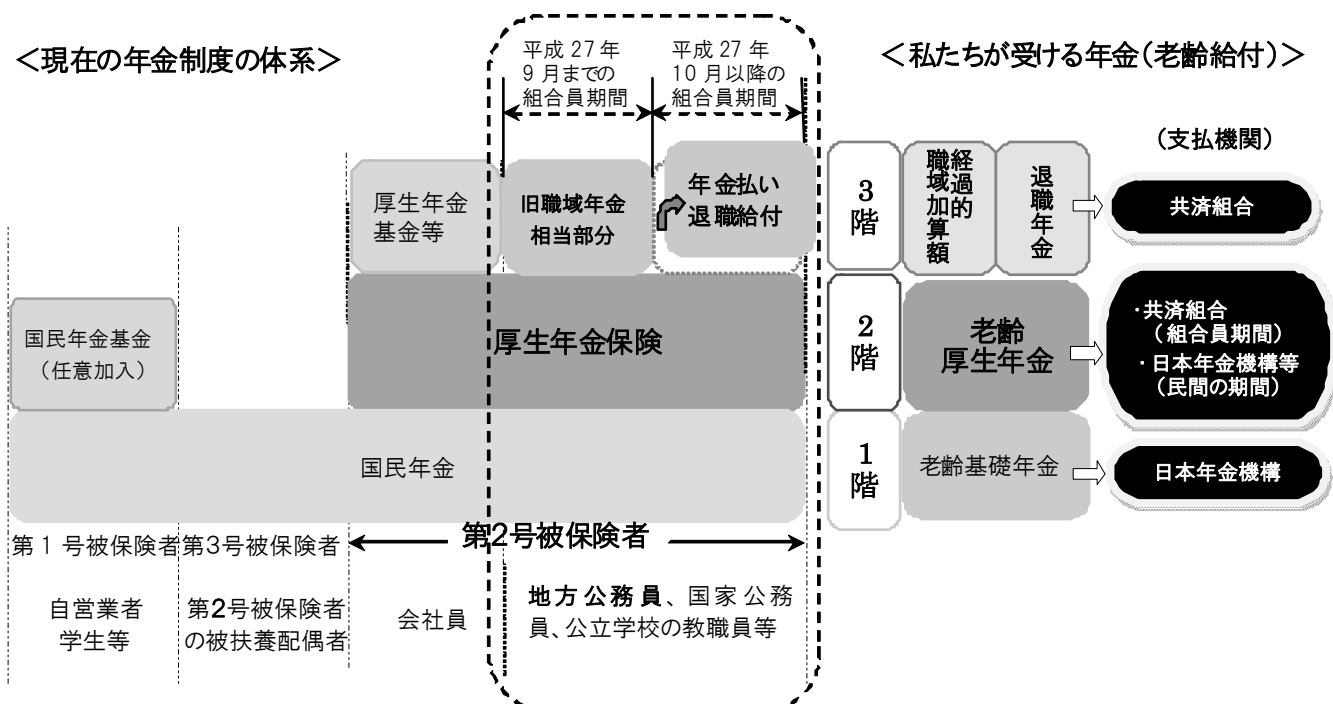 ＜現在の年金制度の体系＞
平成 27 年
9 月までの
組合員期間
平成 27 年
10 月以降の
組合員期間
厚生年金
基金等
旧職域年金
相当部分
年金払い
退職給付
国民年金基金
（任意加入）
厚生年金保険
国民年金
第 1 号被保険者
第3号被保険者
第2号被保険者
自営業者
学生等
第2号被保険者
の被扶養配偶者
会社員
地方公務員、国家公務
員、公立学校の教職員等
＜私たちが受ける年金（老齢給付）＞
（支払機関）
3
階
経過的
職域加算額
退職年金
共済組合
2
階
老齢
厚生年金
・共済組合
（組合員期間）
・日本年金機構等
（民間の期間）
1
階
老齢基礎年金
日本年金機構